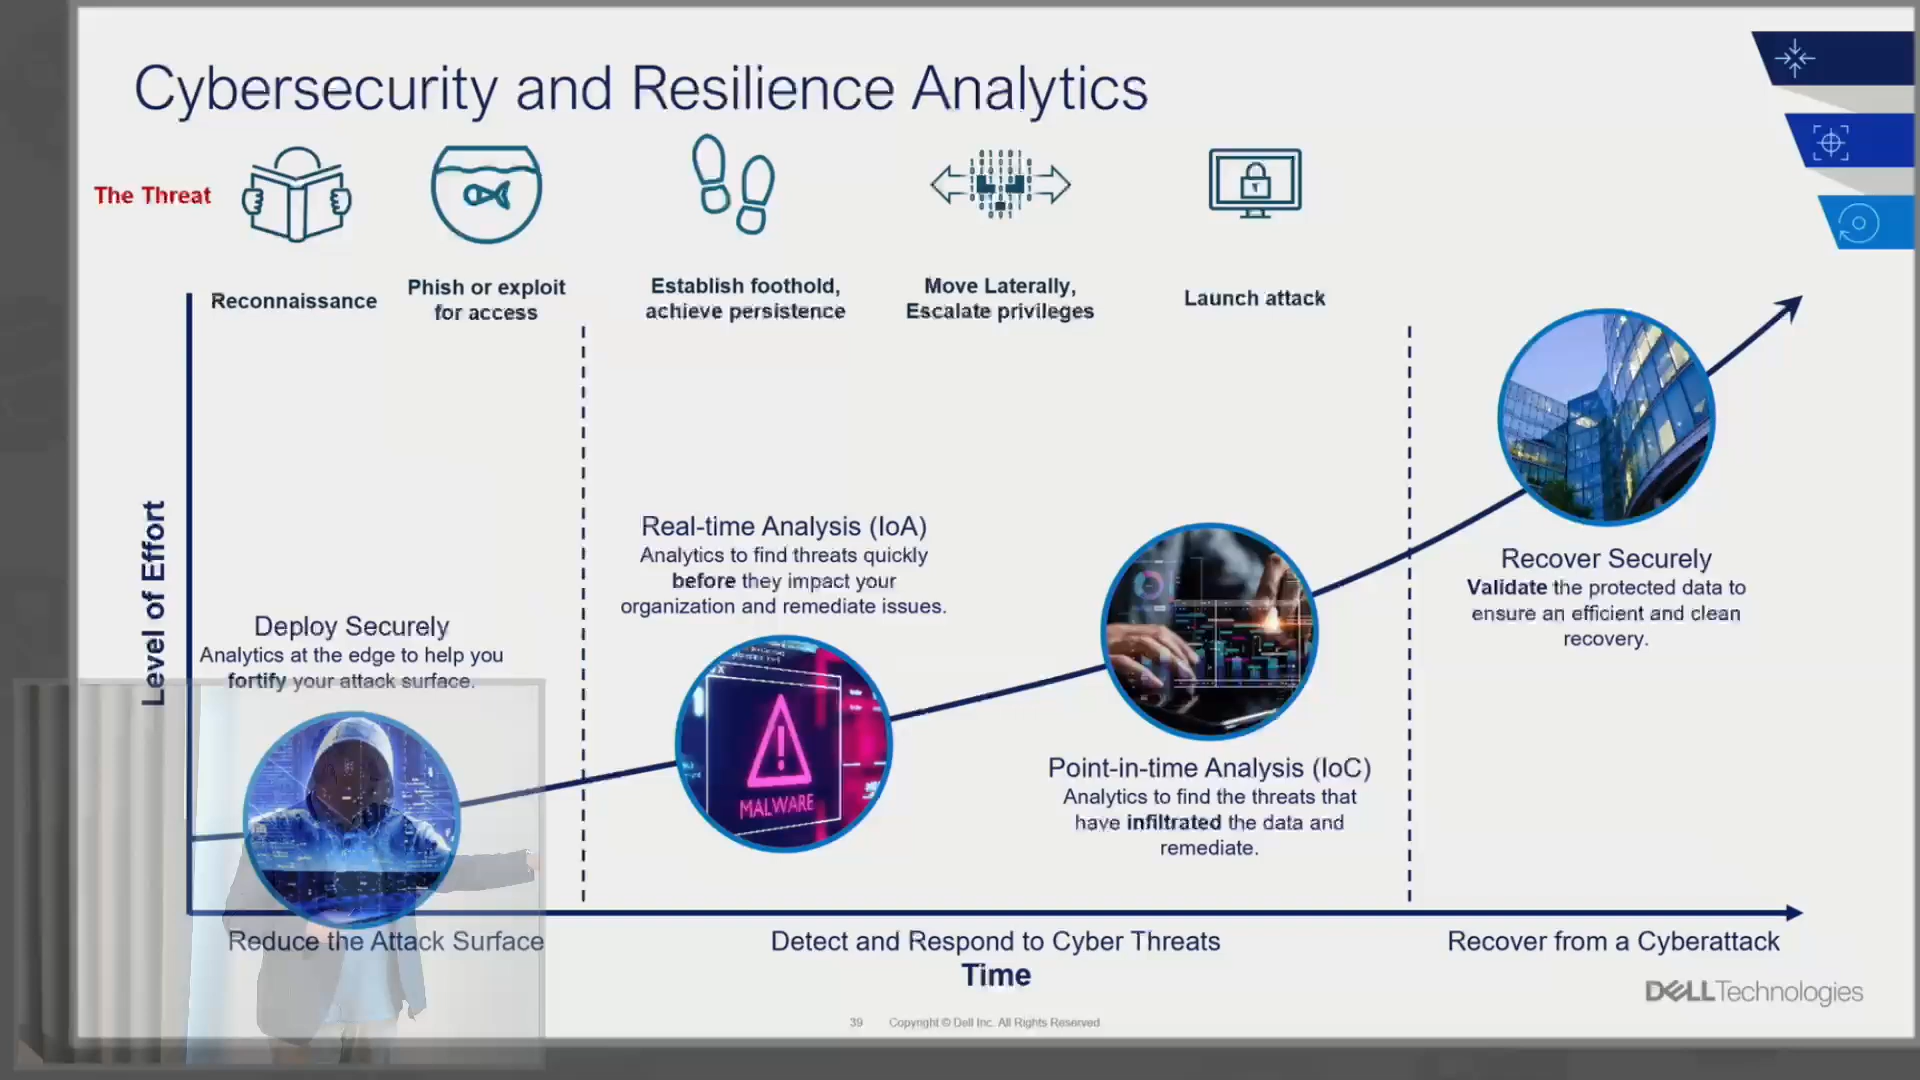 Cybersecurity and Resilience Analytics
The Threat
Reconnaissance
Phish or exploit
for access
Establish foothold,
achieve persistence
Move Laterally,
Escalate privileges
Launch attack
Level of Effort
Deploy Securely
Analytics at the edge to help you
fortify your attack surface.
Real-time Analysis (IoA)
Analytics to find threats quickly
before they impact your
organization and remediate issues.
MALWARE
Point-in-time Analysis (IoC)
Analytics to find the threats that
have infiltrated the data and
remediate.
Recover Securely
Validate the protected data to
ensure an efficient and clean
recovery.
Reduce the Attack Surface
Detect and Respond to Cyber Threats
Recover from a Cyberattack
Time
DELLTechnologies
39 Copyright © Dell Inc. All Rights Reserved